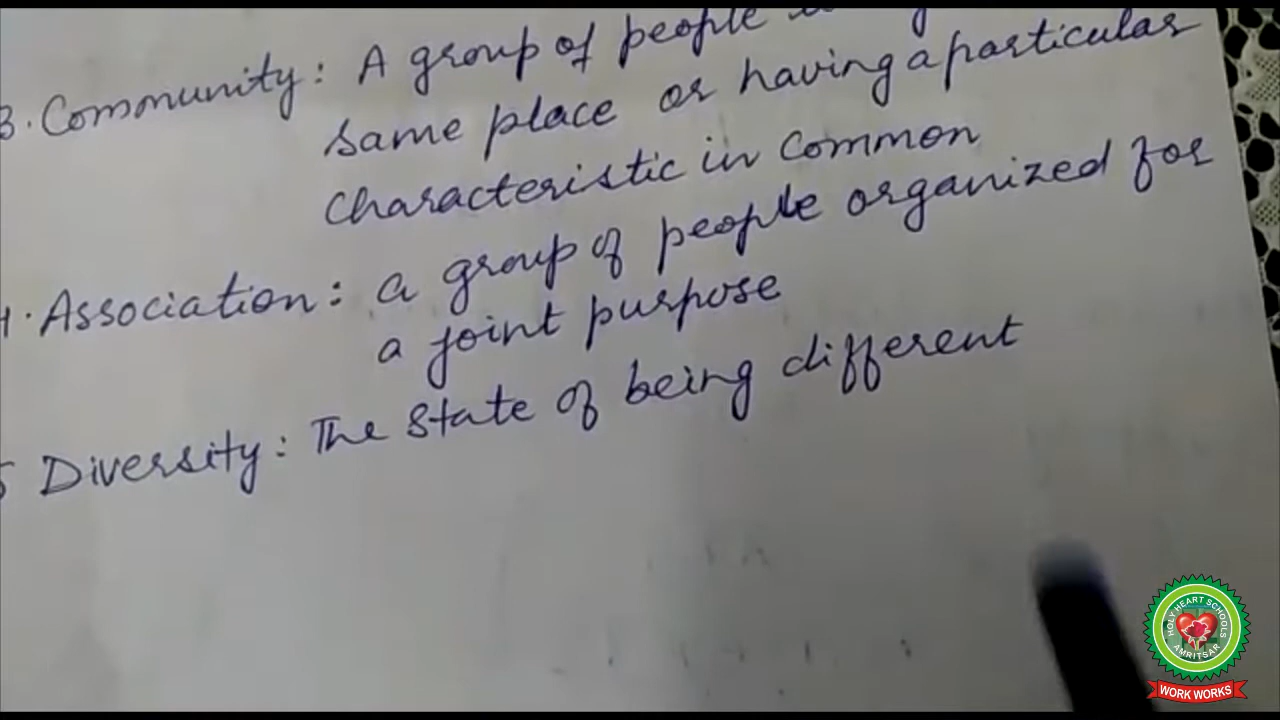 3. Community: A group of people
same place or having a particular
characteristic in common
4. Association: a group of people organized for
a joint purpose
5 Diversity: The state of being different
HOLY HEART SCHOOLS
AMRITSAR
WORK WORKS